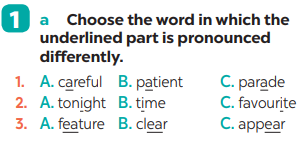 1 a Choose the word in which the
underlined part is pronounced
differently.
1. A. careful B. patient C. parade
2. A. tonight B. time C. favourite
3. A. feature B. clear C. appear